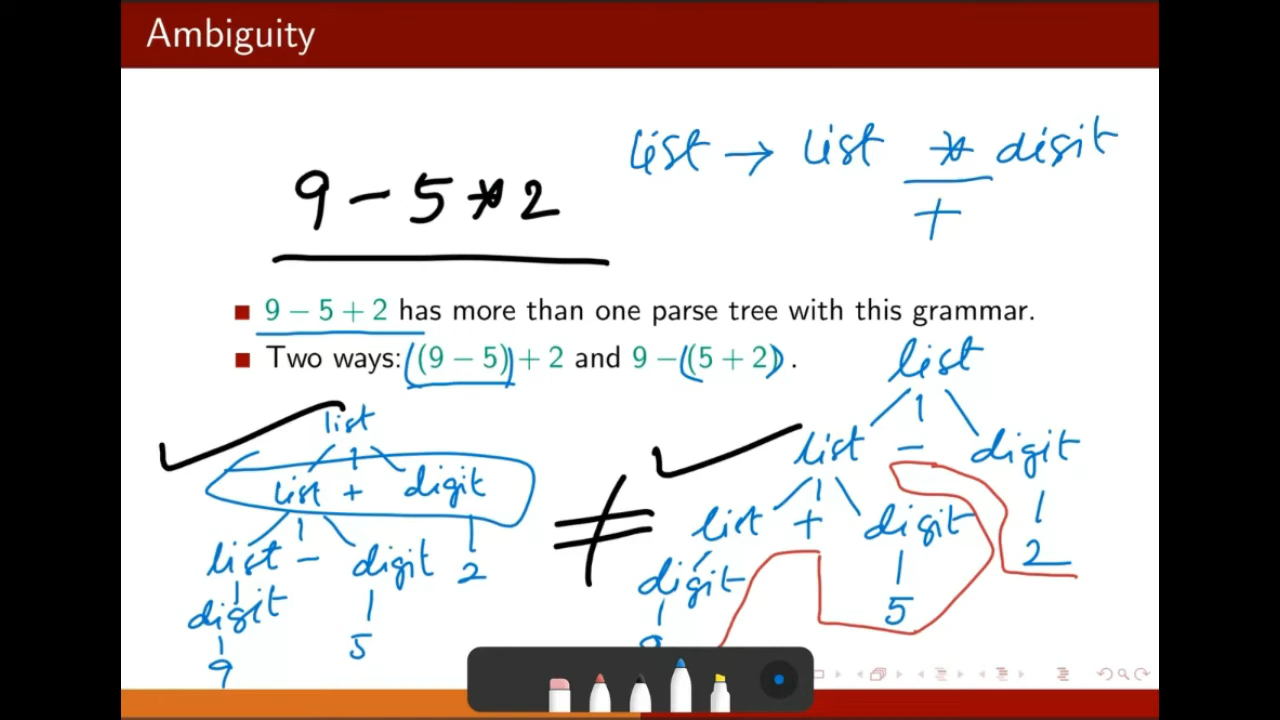 Ambiguity
list → list * digit
+
9 - 5 * 2
9 − 5 + 2 has more than one parse tree with this grammar.
Two ways: ((9 − 5)) + 2 and 9 − ((5 + 2)) .
list
list
list - digit
list + digit
≠
list + digit
2
list - digit 2
digit
5
digit 5
9
9